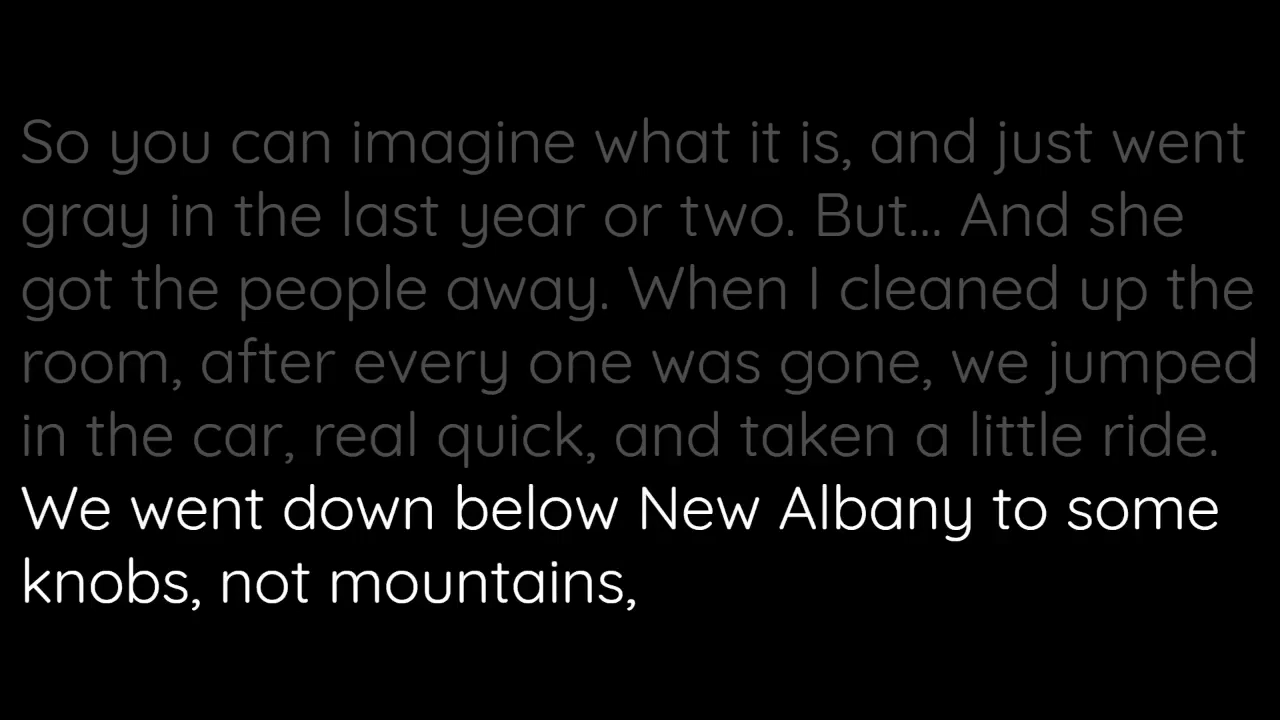 So you can imagine what it is, and just went
gray in the last year or two. But... And she
got the people away. When I cleaned up the
room, after every one was gone, we jumped
in the car, real quick, and taken a little ride.
We went down below New Albany to some
knobs, not mountains,